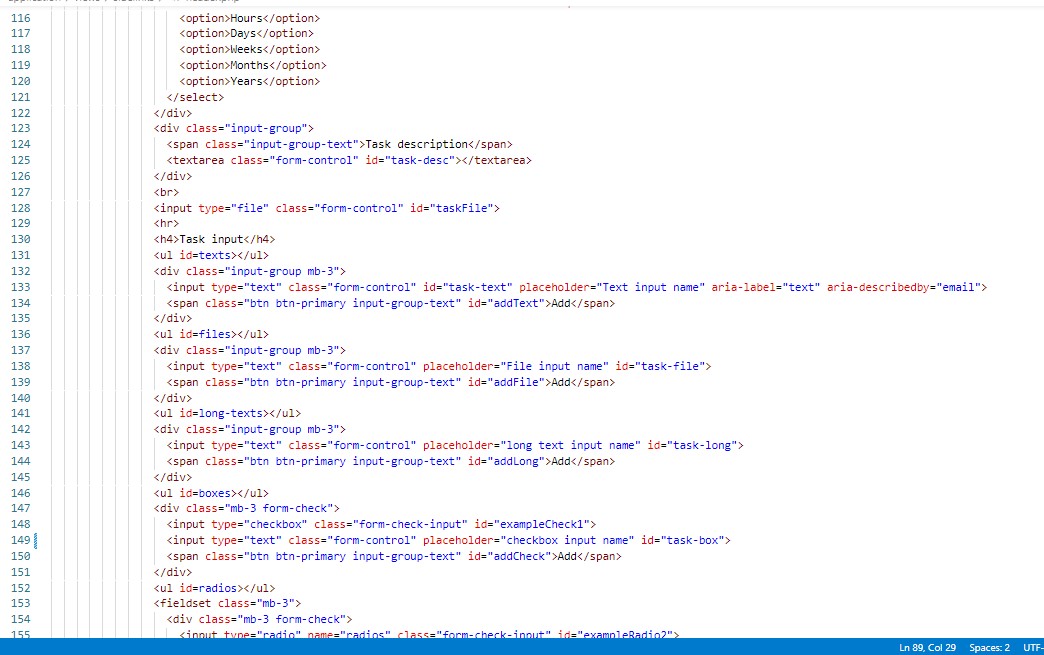 116 <option>Hours</option>
117 <option>Days</option>
118 <option>Weeks</option>
119 <option>Months</option>
120 <option>Years</option>
121 </select>
122 </div>
123 <div class="input-group">
124 <span class="input-group-text">Task description</span>
125 <textarea class="form-control" id="task-desc"></textarea>
126 </div>
127 <br>
128 <input type="file" class="form-control" id="taskFile">
129 <hr>
130 <h4>Task input</h4>
131 <ul id=texts></ul>
132 <div class="input-group mb-3">
133 <input type="text" class="form-control" id="task-text" placeholder="Text input name" aria-label="text" aria-describedby="email">
134 <span class="btn btn-primary input-group-text" id="addText">Add</span>
135 </div>
136 <ul id=files></ul>
137 <div class="input-group mb-3">
138 <input type="text" class="form-control" placeholder="File input name" id="task-file">
139 <span class="btn btn-primary input-group-text" id="addFile">Add</span>
140 </div>
141 <ul id=long-texts></ul>
142 <div class="input-group mb-3">
143 <input type="text" class="form-control" placeholder="long text input name" id="task-long">
144 <span class="btn btn-primary input-group-text" id="addLong">Add</span>
145 </div>
146 <ul id=boxes></ul>
147 <div class="mb-3 form-check">
148 <input type="checkbox" class="form-check-input" id="exampleCheck1">
149 <input type="text" class="form-control" placeholder="checkbox input name" id="task-box">
150 <span class="btn btn-primary input-group-text" id="addCheck">Add</span>
151 </div>
152 <ul id=radios></ul>
153 <fieldset class="mb-3">
154 <div class="mb-3 form-check">
155 <input type="radio" name="radios" class="form-check-input" id="exampleRadio2">
Ln 89, Col 29 Spaces: 2 UTF-